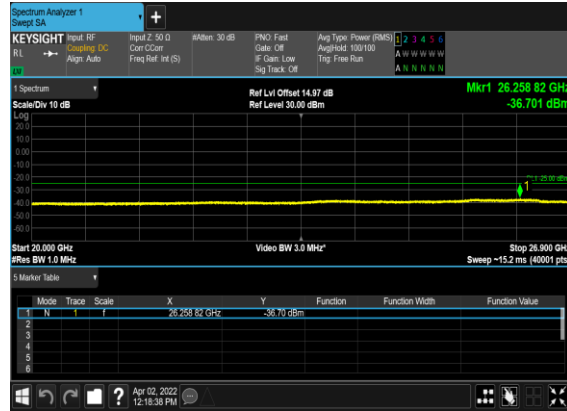 Spectrum Analyzer 1
Swept SA
KEYSIGHT Input: RF Input Z: 50 Ω #Atten: 30 dB PNO: Fast Avg Type: Power (RMS) 1 2 3 4 5 6
R L Coupling: DC Corr CCorr Gate: Off Avg|Hold: 100/100 A W W W W W
Align: Auto Freq Ref: Int (S) IF Gain: Low Trig: Free Run
Sig Track: Off A N N N N N
1 Spectrum Ref Lvl Offset 14.97 dB Mkr1 26.258 82 GHz
Scale/Div 10 dB Ref Level 30.00 dBm -36.701 dBm
Log
20.0
10.0
0.00
-10.0
-20.0
-30.0
-40.0
-50.0
-60.0
1
Start 20.000 GHz Video BW 3.0 MHz* Stop 26.900 GHz
#Res BW 1.0 MHz Sweep ~15.2 ms (40001 pts
5 Marker Table
Mode Trace Scale X Y Function Function Width Function Value
1 N 1 f 26.258 82 GHz -36.70 dBm
2
3
4
5
6
Apr 02, 2022
12:18:38 PM